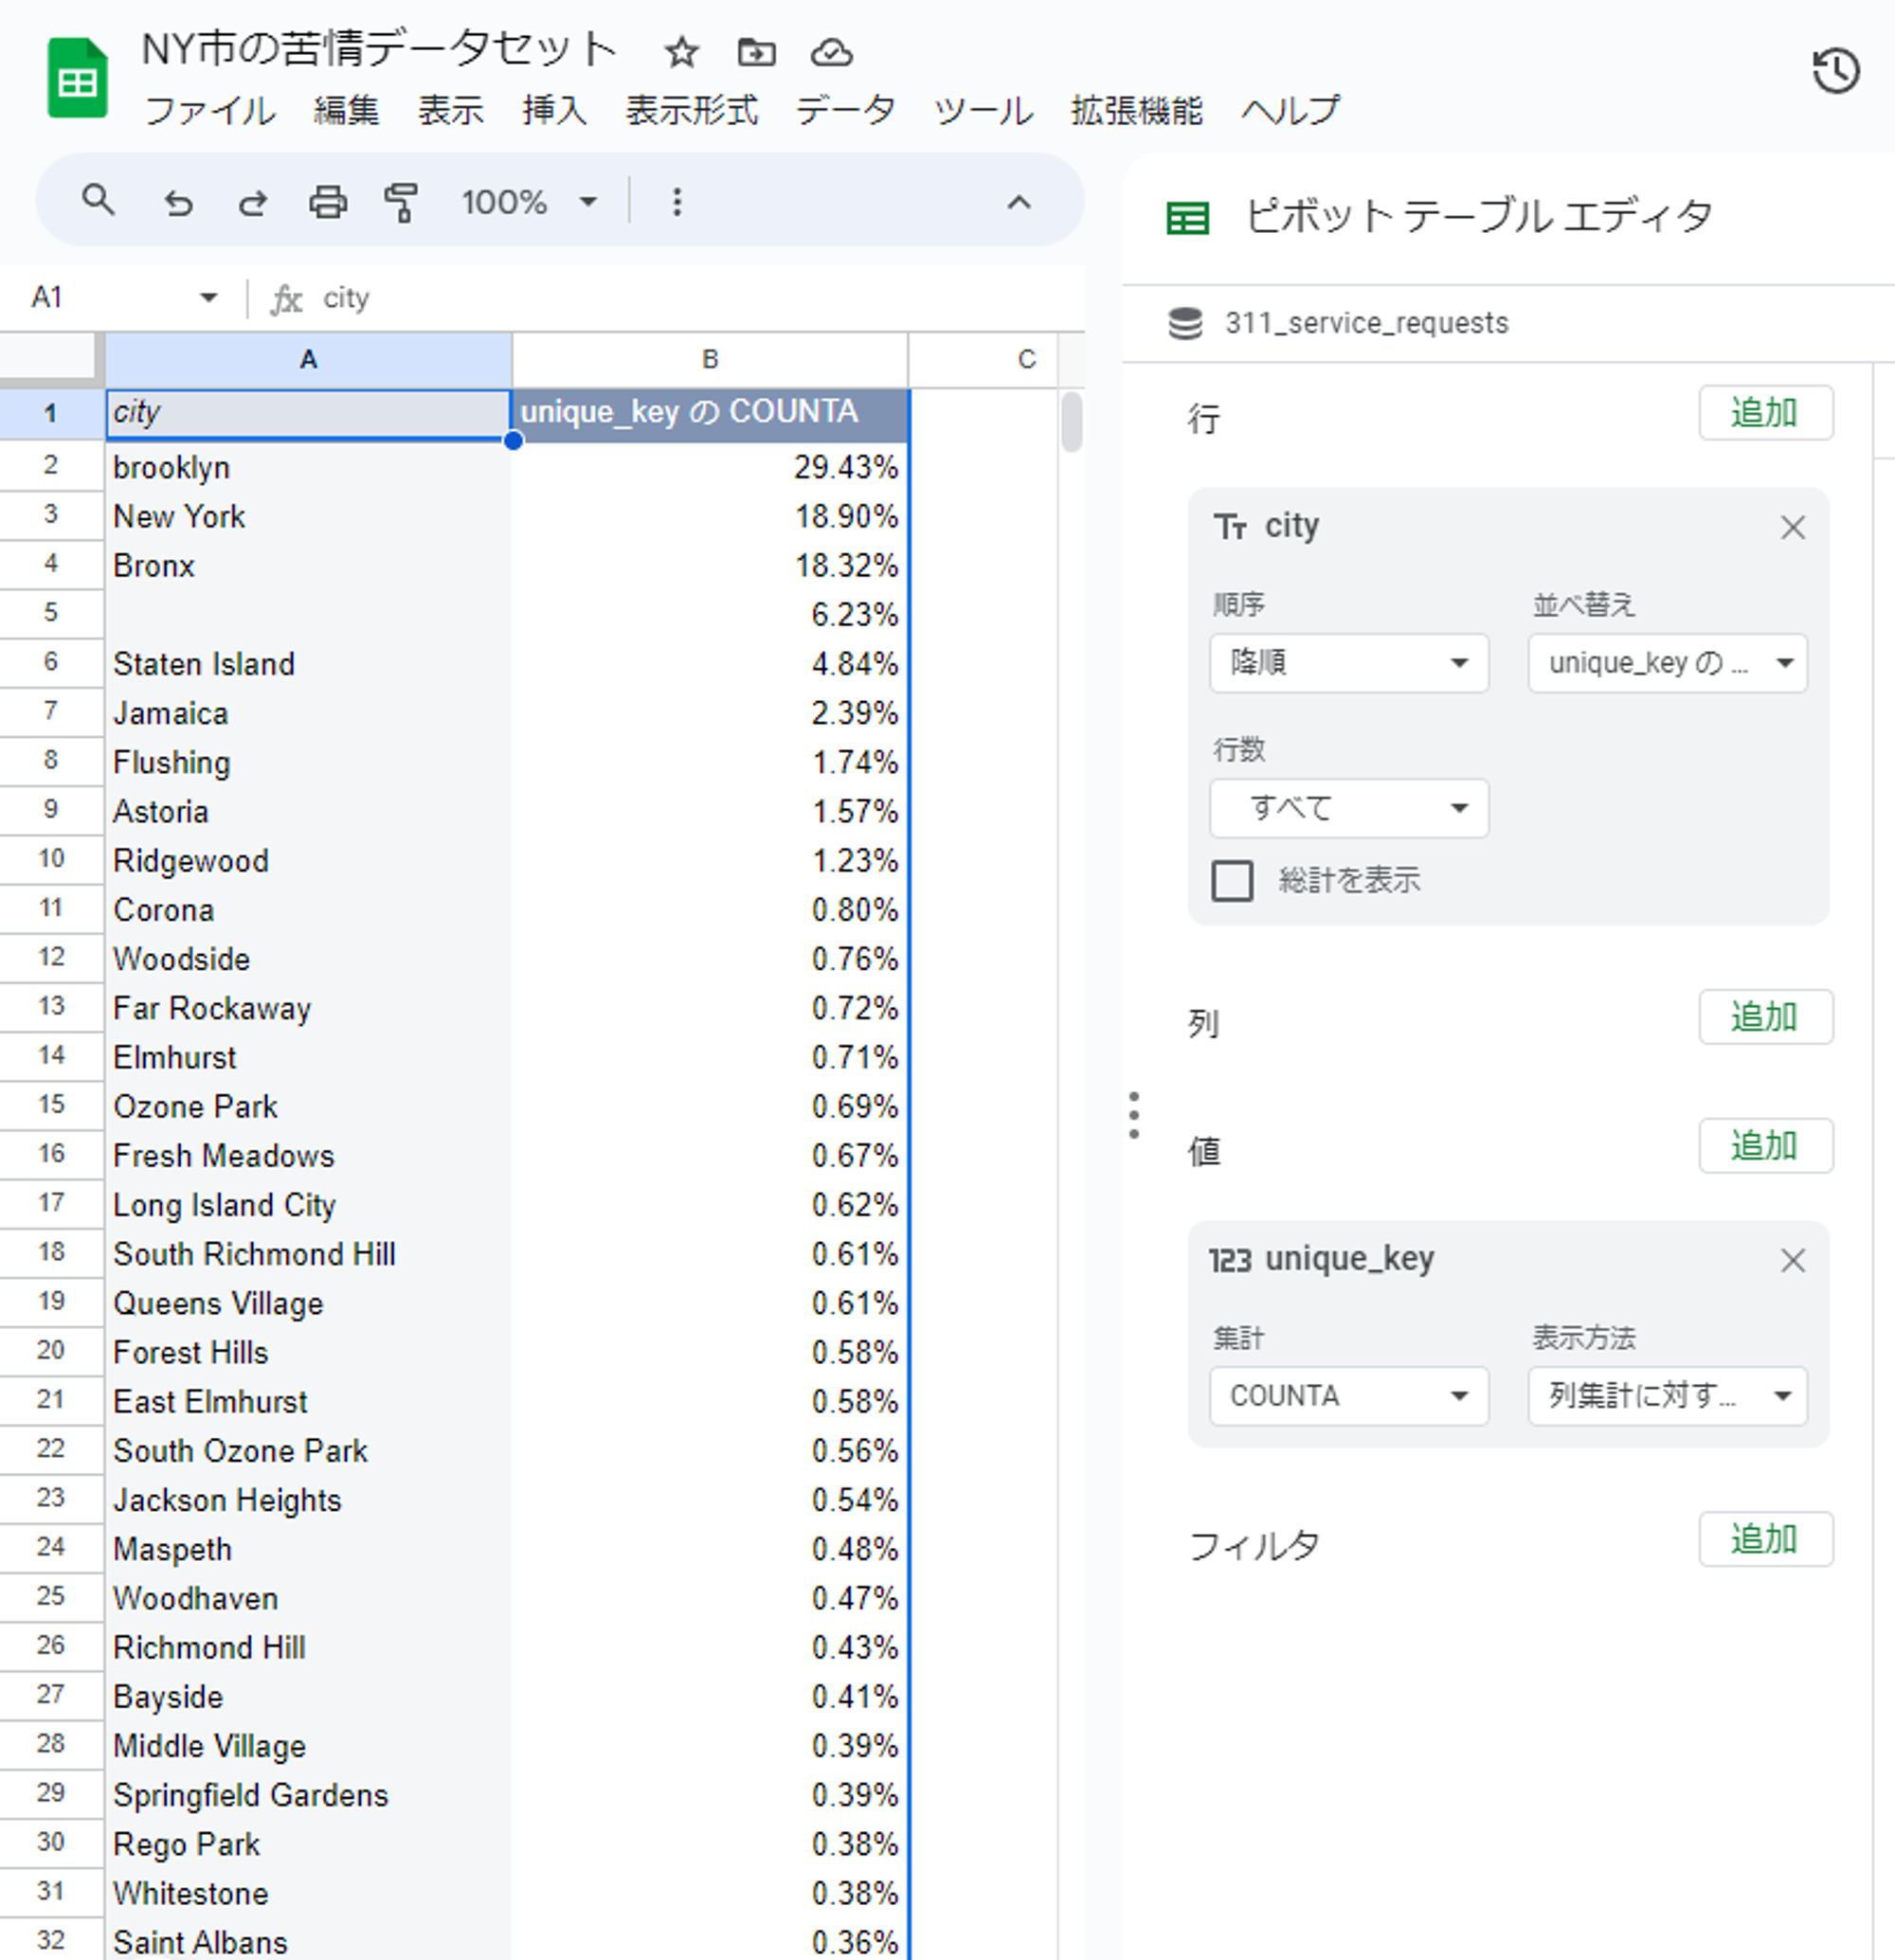 NY市の苦情データセット
ファイル 編集 表示 挿入 表示形式 データ ツール 拡張機能 ヘルプ
100%
A1 fx city
A B C
1 city unique_key の COUNTA
2 brooklyn 29.43%
3 New York 18.90%
4 Bronx 18.32%
5 6.23%
6 Staten Island 4.84%
7 Jamaica 2.39%
8 Flushing 1.74%
9 Astoria 1.57%
10 Ridgewood 1.23%
11 Corona 0.80%
12 Woodside 0.76%
13 Far Rockaway 0.72%
14 Elmhurst 0.71%
15 Ozone Park 0.69%
16 Fresh Meadows 0.67%
17 Long Island City 0.62%
18 South Richmond Hill 0.61%
19 Queens Village 0.61%
20 Forest Hills 0.58%
21 East Elmhurst 0.58%
22 South Ozone Park 0.56%
23 Jackson Heights 0.54%
24 Maspeth 0.48%
25 Woodhaven 0.47%
26 Richmond Hill 0.43%
27 Bayside 0.41%
28 Middle Village 0.39%
29 Springfield Gardens 0.39%
30 Rego Park 0.38%
31 Whitestone 0.38%
32 Saint Albans 0.36%
ピボット テーブル エディタ
311_service_requests
行 追加
Tт city
順序 並べ替え
降順 unique_key の ...
行数
すべて
総計を表示
列 追加
値 追加
123 unique_key
集計 表示方法
COUNTA 列集計に対す...
フィルタ 追加